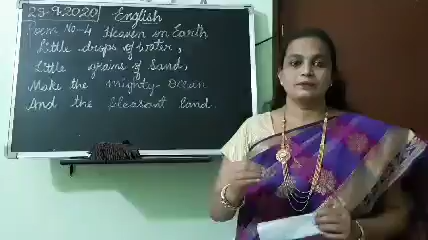 25-9-2020 English
Poem No-4 Heaven in Earth
Little drops of water,
Little grains of Sand,
Make the mighty Ocean
And the pleasant land.